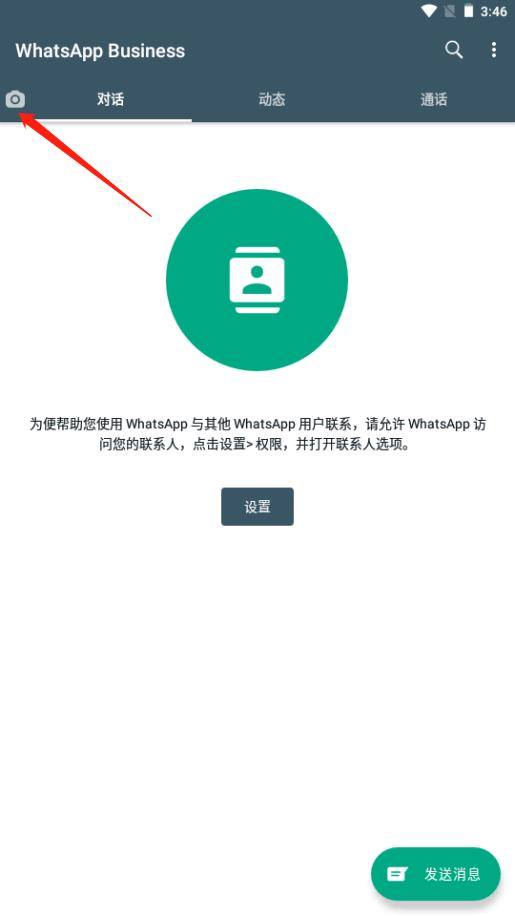 3:46
WhatsApp Business
对话
动态
通话
为便帮助您使用 WhatsApp 与其他 WhatsApp 用户联系，请允许 WhatsApp 访
问您的联系人，点击设置> 权限，并打开联系人选项。
设置
发送消息